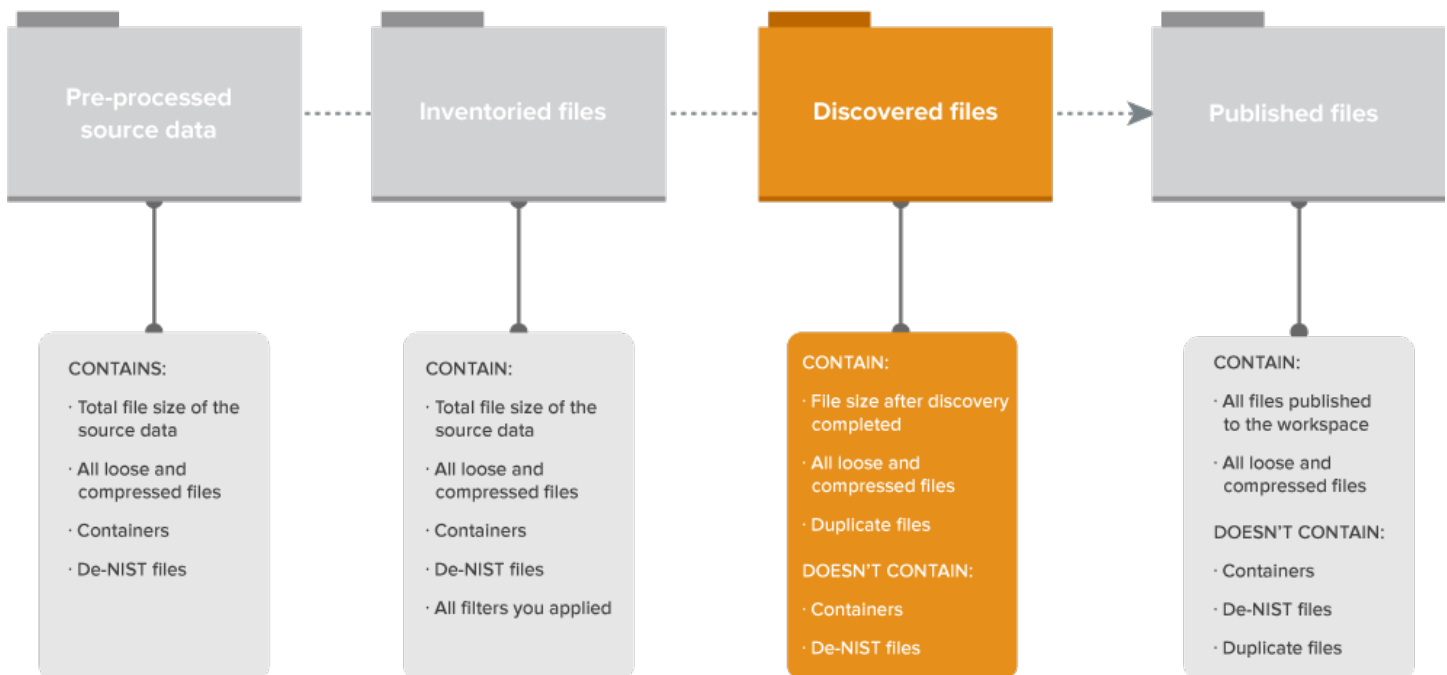 Pre-processed
source data
Inventoried files
Discovered files
Published files
CONTAINS:
· Total file size of the
source data
· All loose and
compressed files
· Containers
· De-NIST files
CONTAIN:
· Total file size of the
source data
· All loose and
compressed files
· Containers
· De-NIST files
· All filters you applied
CONTAIN:
· File size after discovery
completed
· All loose and
compressed files
· Duplicate files
DOESN'T CONTAIN:
· Containers
· De-NIST files
CONTAIN:
· All files published
to the workspace
· All loose and
compressed files
DOESN'T CONTAIN:
· Containers
· De-NIST files
· Duplicate files